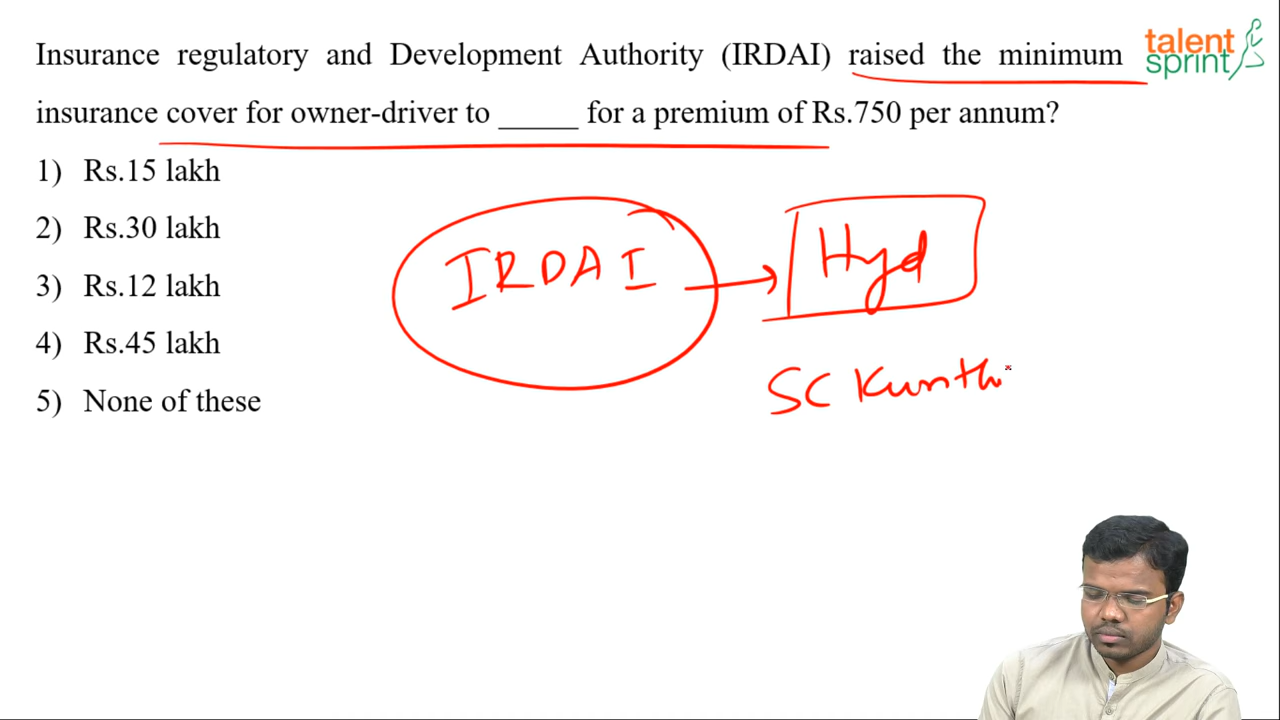 Insurance regulatory and Development Authority (IRDAI) raised the minimum
insurance cover for owner-driver to _____ for a premium of Rs.750 per annum?
1) Rs.15 lakh
2) Rs.30 lakh
3) Rs.12 lakh
4) Rs.45 lakh
5) None of these
talent
sprint
IRDAI
Hyd
SC Kunth